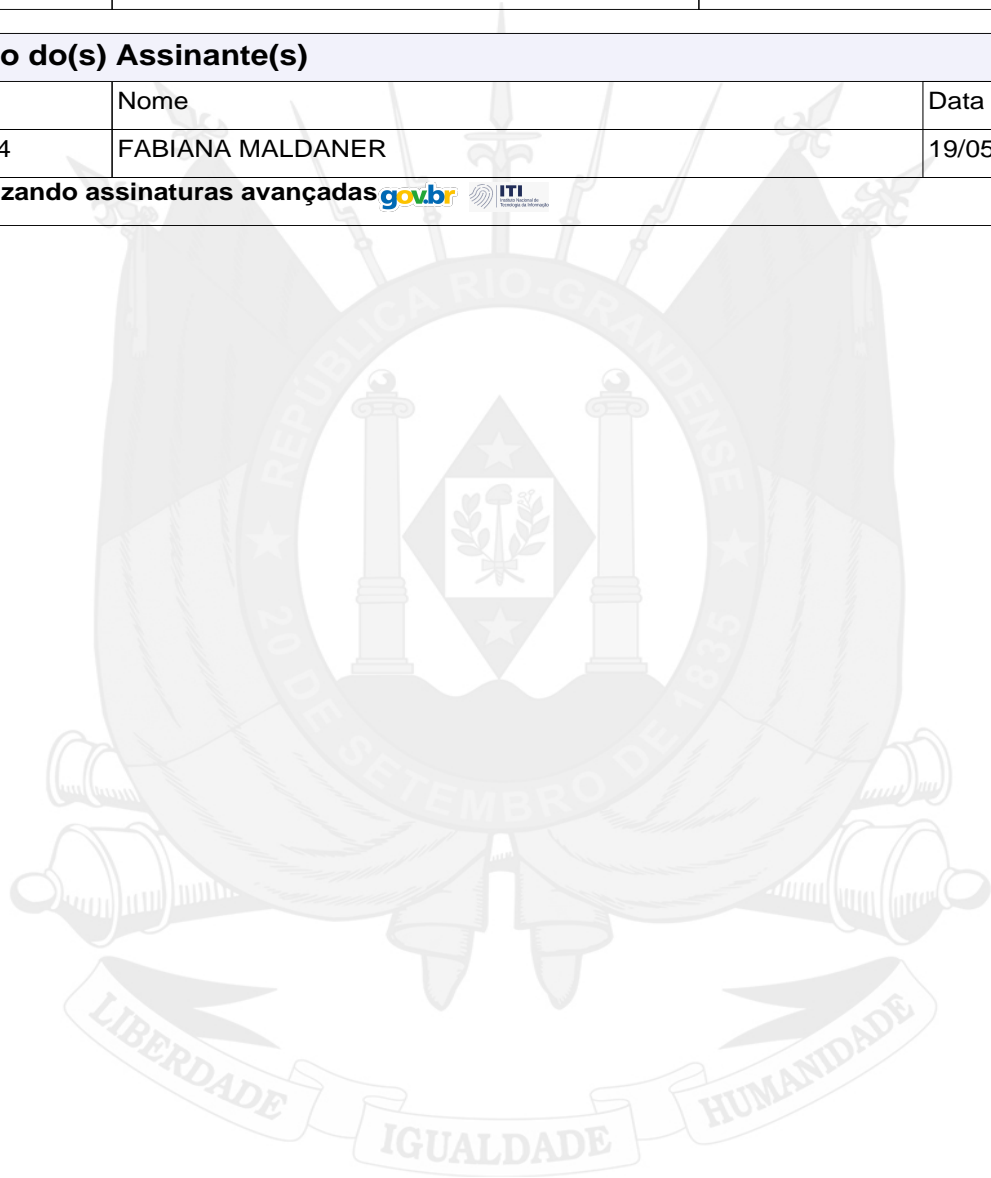 o do(s) Assinante(s)
Nome Data
4 FABIANA MALDANER 19/05
zando assinaturas avançadas gov.br ITI
REPÚBLICA RIO-GRANDENSE
20 DE SETEMBRO DE 1835
LIBERDADE IGUALDADE HUMANIDADE